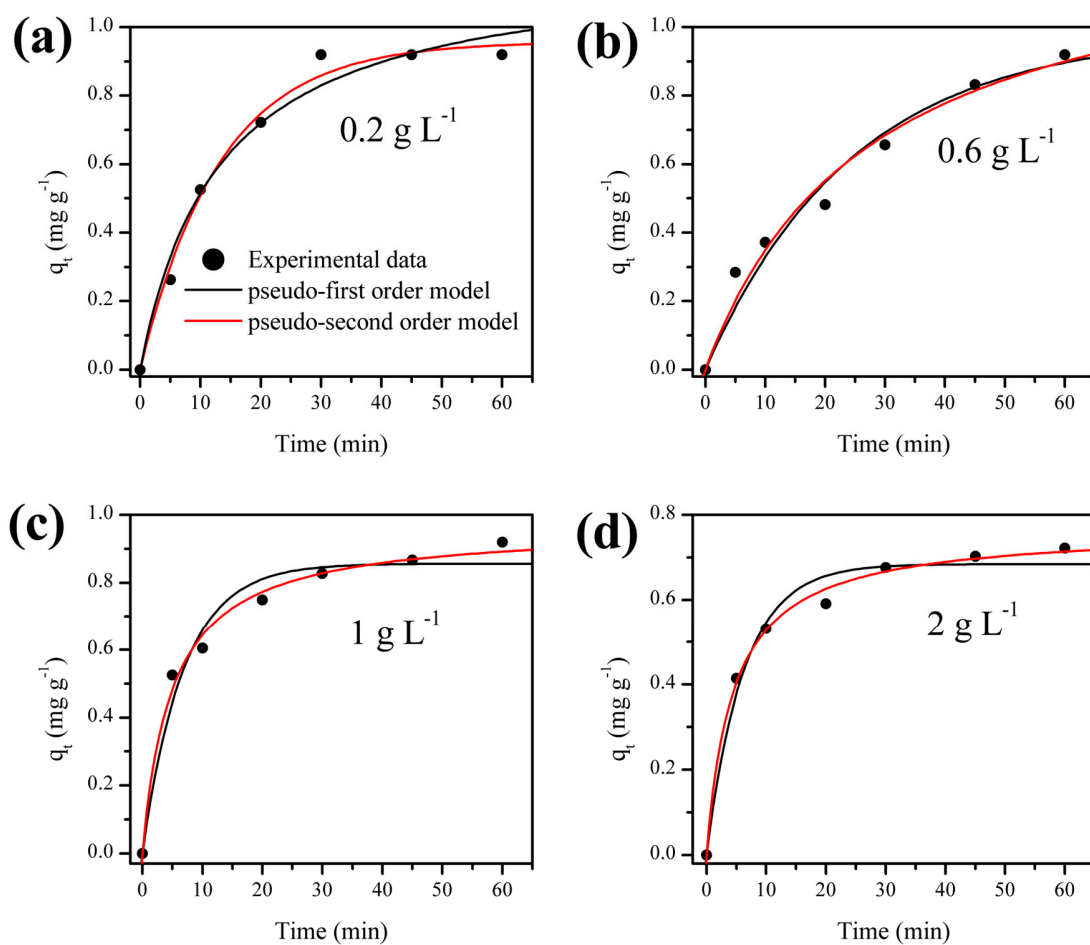 (a)
1.0
0.8
0.6
0.4
0.2
0.0
q_t (mg g^-1)
0.2 g L^-1
Experimental data
pseudo-first order model
pseudo-second order model
0 10 20 30 40 50 60
Time (min)
(b)
1.0
0.8
0.6
0.4
0.2
0.0
q_t (mg g^-1)
0.6 g L^-1
0 10 20 30 40 50 60
Time (min)
(c)
1.0
0.8
0.6
0.4
0.2
0.0
q_t (mg g^-1)
1 g L^-1
0 10 20 30 40 50 60
Time (min)
(d)
0.8
0.6
0.4
0.2
0.0
q_t (mg g^-1)
2 g L^-1
0 10 20 30 40 50 60
Time (min)